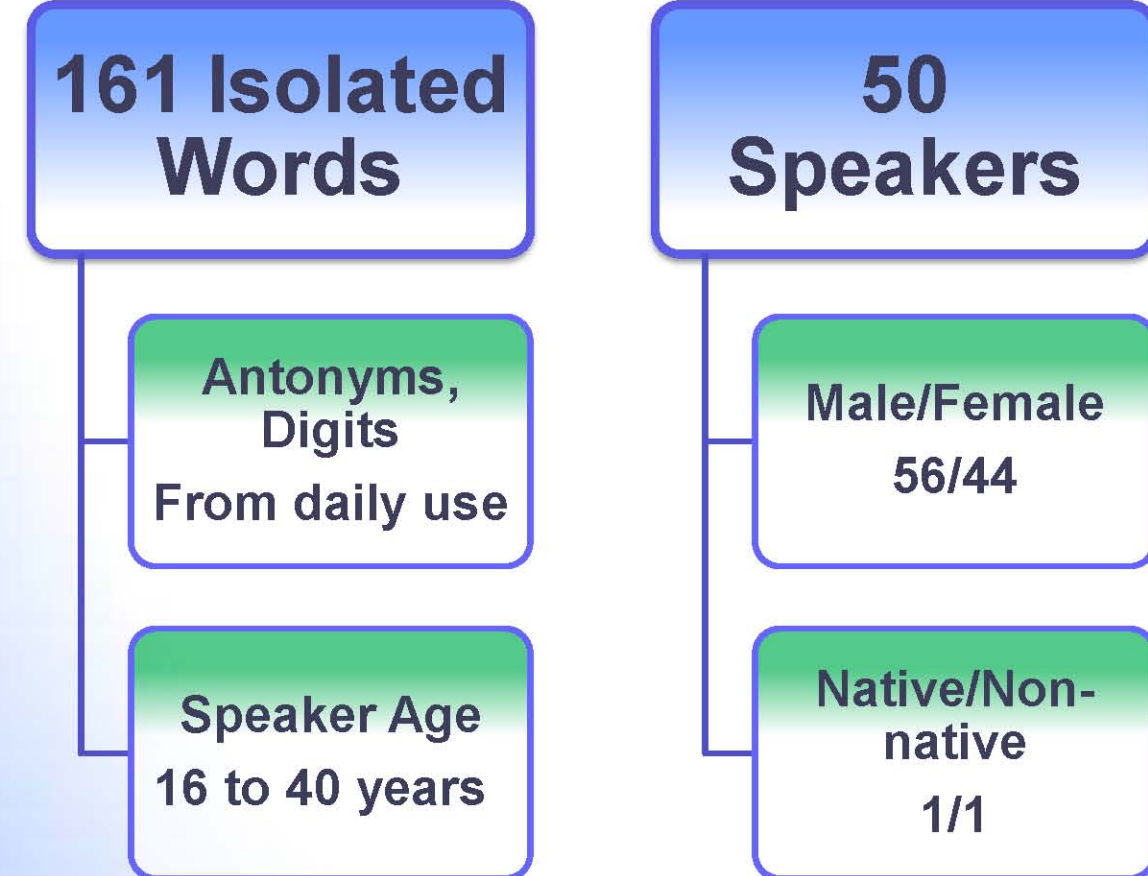 161 Isolated
Words
Antonyms,
Digits
From daily use
Speaker Age
16 to 40 years
50
Speakers
Male/Female
56/44
Native/Non-
native
1/1